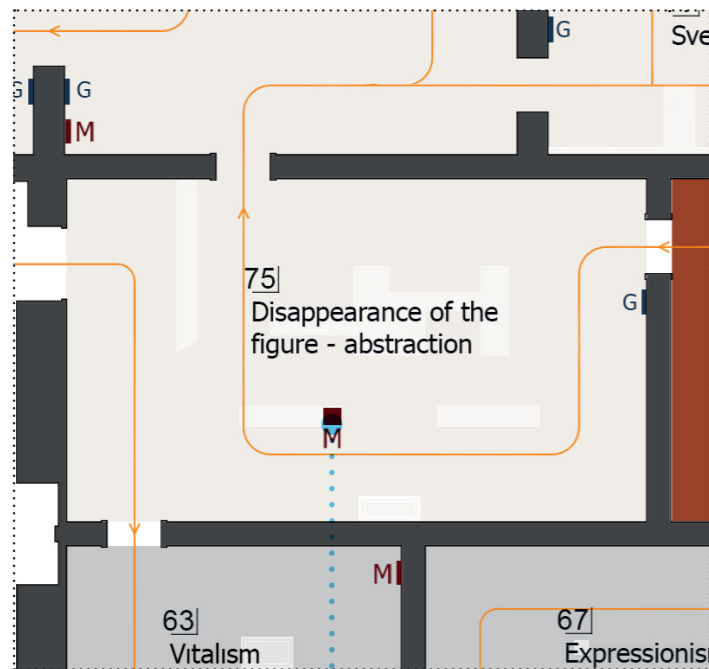 G
Sve
G
G
M
75
Disappearance of the
figure - abstraction
G
M
M
63
Vitalism
67
Expressionis